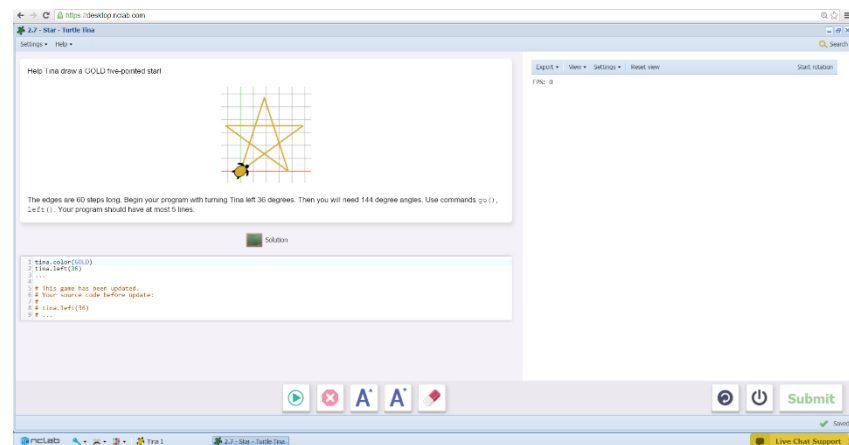 https://desktop.nclab.com
2.7 - Star - Turtle Tina
Settings Help
Search
Help Tina draw a GOLD five-pointed star!
The edges are 60 steps long. Begin your program with turning Tina left 36 degrees. Then you will need 144 degree angles. Use commands go(),
left(). Your program should have at most 5 lines.
Solution
1 tina.color(GOLD)
2 tina.left(36)
3 ...
4
5 # This game has been updated.
6 # Your source code before update:
7 #
8 # tina.left(36)
9 # ...
Export View Settings Reset view Start rotation
FPS: 0
A+ A-
Submit
Saved
nclab Tina 1 2.7 - Star - Turtle Tina Live Chat Support